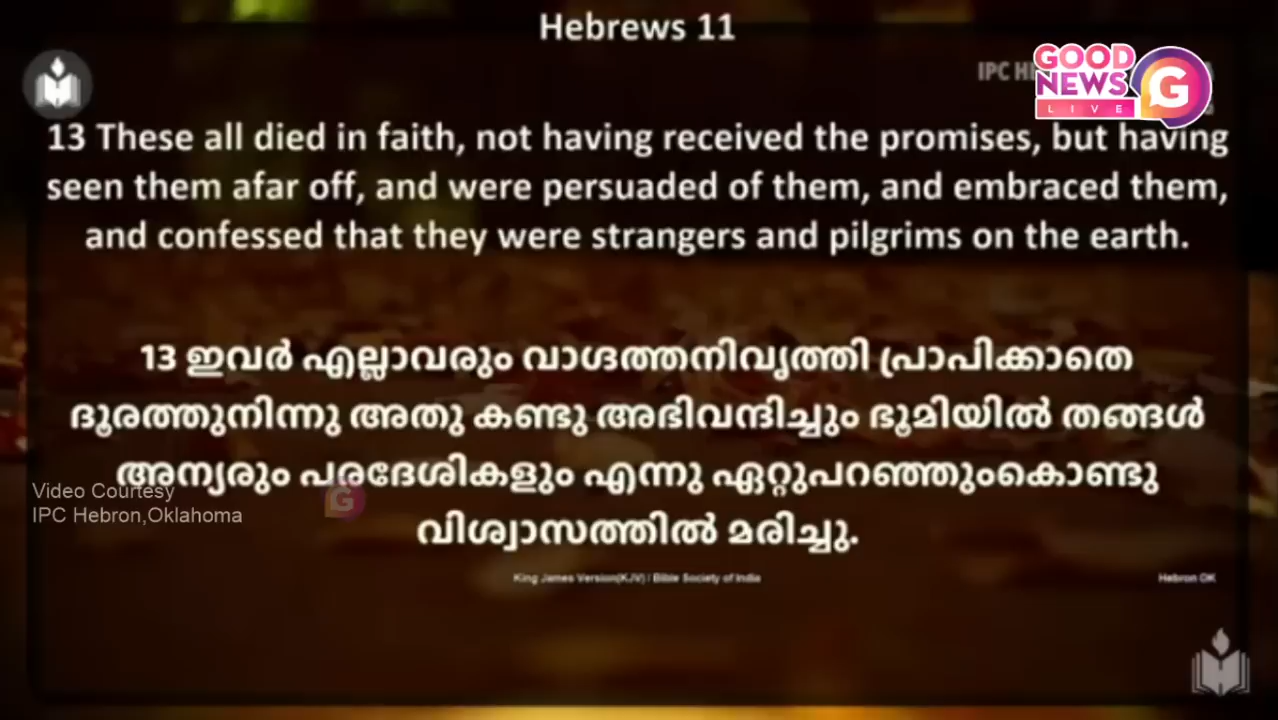 Hebrews 11
IPC
GOOD
NEWS
LIVE
G
13 These all died in faith, not having received the promises, but having
seen them afar off, and were persuaded of them, and embraced them,
and confessed that they were strangers and pilgrims on the earth.
13 ഇവർ എല്ലാവരും വാഗ്ദത്തനിവൃത്തി പ്രാപിക്കാതെ
ദൂരത്തുനിന്നു അതു കണ്ടു അഭിവന്ദിച്ചും ഭൂമിയിൽ തങ്ങൾ
അന്യരും പരദേശികളും എന്നു ഏറ്റുപറഞ്ഞുംകൊണ്ടു
വിശ്വാസത്തിൽ മരിച്ചു.
Video Courtesy
IPC Hebron,Oklahoma
G
King James Version(KJV) / Bible Society of India
Hebron OK